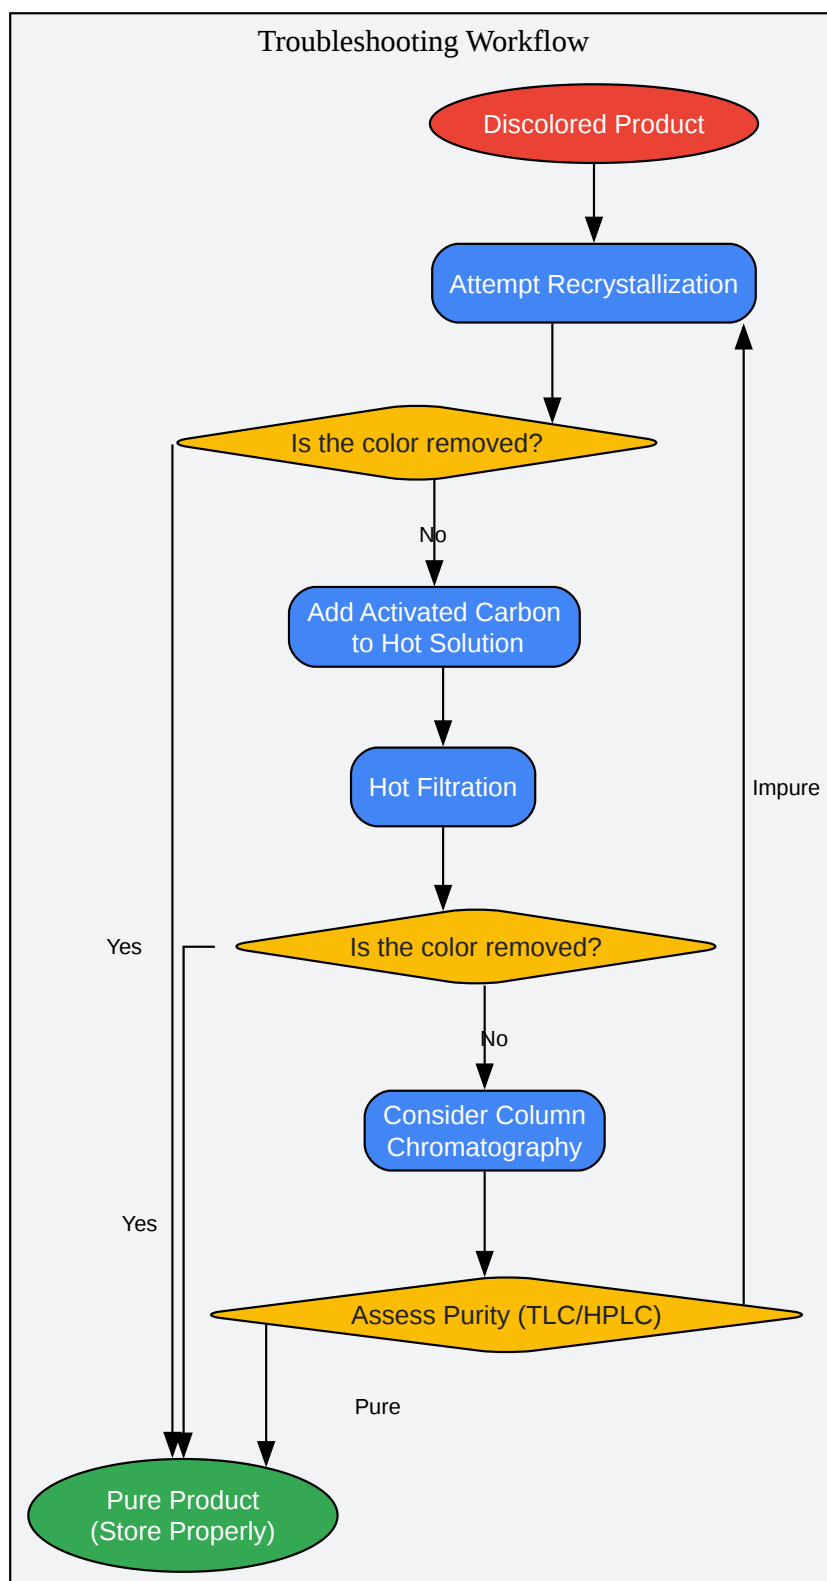 Troubleshooting Workflow
Discolored Product
Attempt Recrystallization
Is the color removed?
No
Add Activated Carbon
to Hot Solution
Hot Filtration
Impure
Is the color removed?
Yes
No
Consider Column
Chromatography
Yes
Assess Purity (TLC/HPLC)
Pure
Pure Product
(Store Properly)